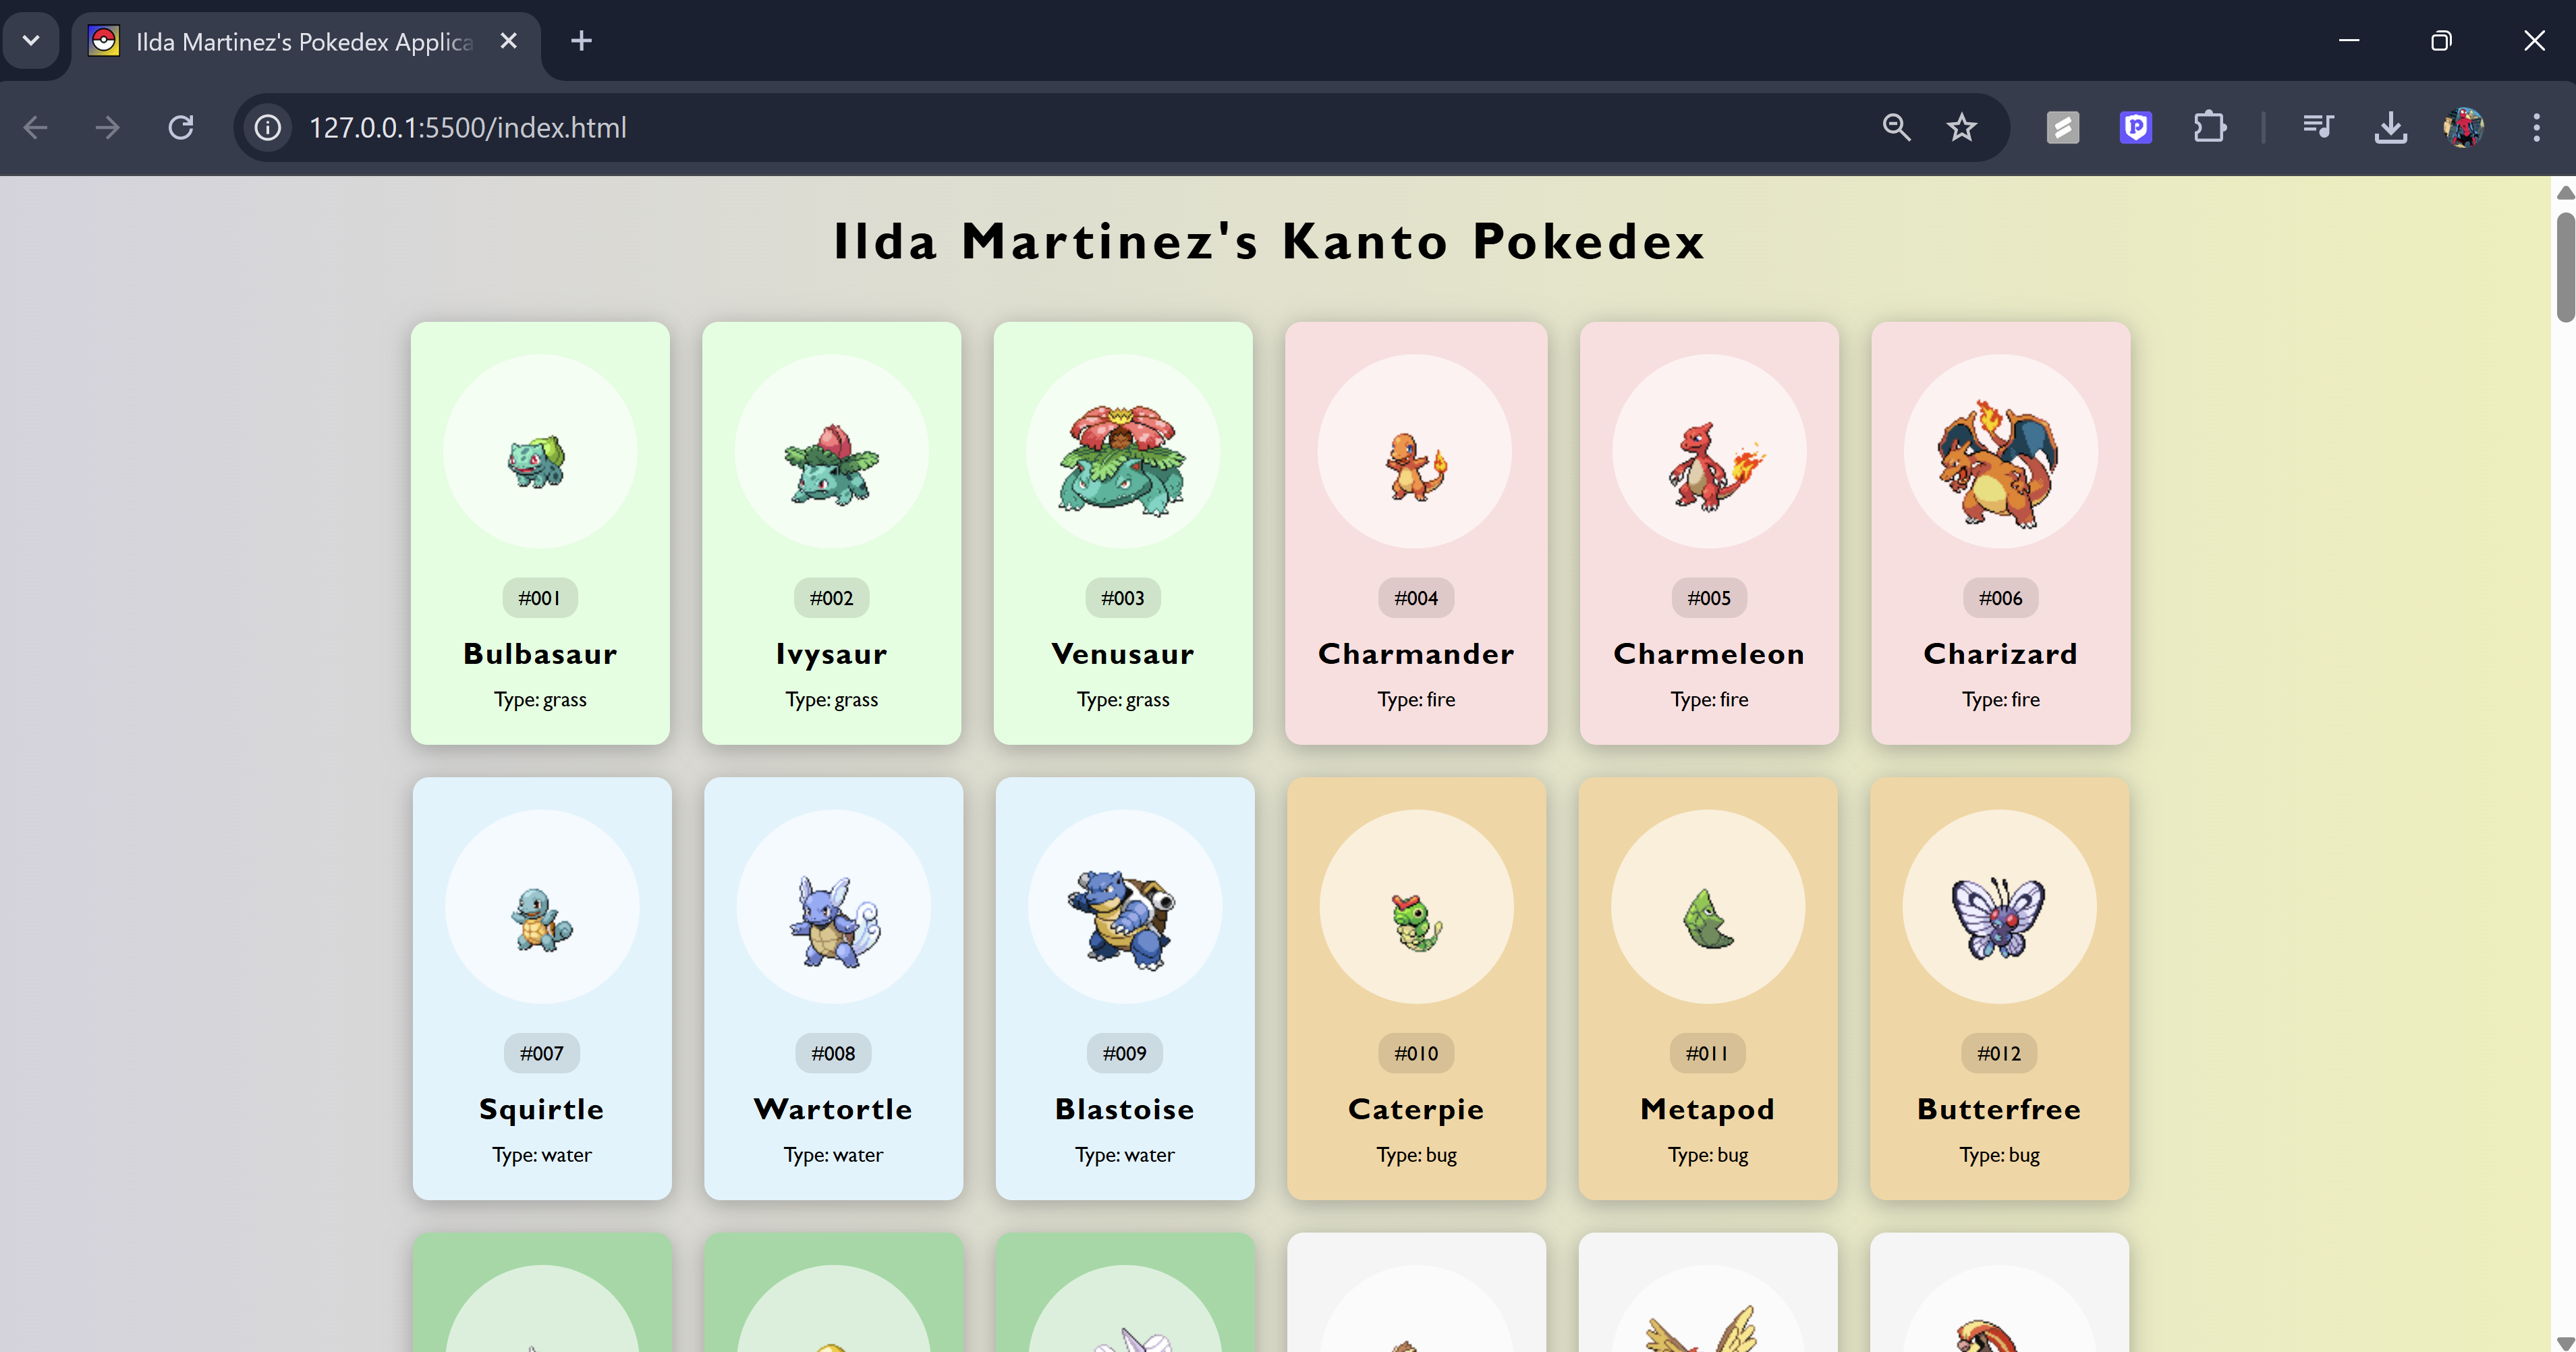 Ilda Martinez's Pokedex Applica
127.0.0.1:5500/index.html
Ilda Martinez's Kanto Pokedex
#001 #002 #003 #004 #005 #006
Bulbasaur Ivysaur Venusaur Charmander Charmeleon Charizard
Type: grass Type: grass Type: grass Type: fire Type: fire Type: fire
#007 #008 #009 #010 #011 #012
Squirtle Wartortle Blastoise Caterpie Metapod Butterfree
Type: water Type: water Type: water Type: bug Type: bug Type: bug